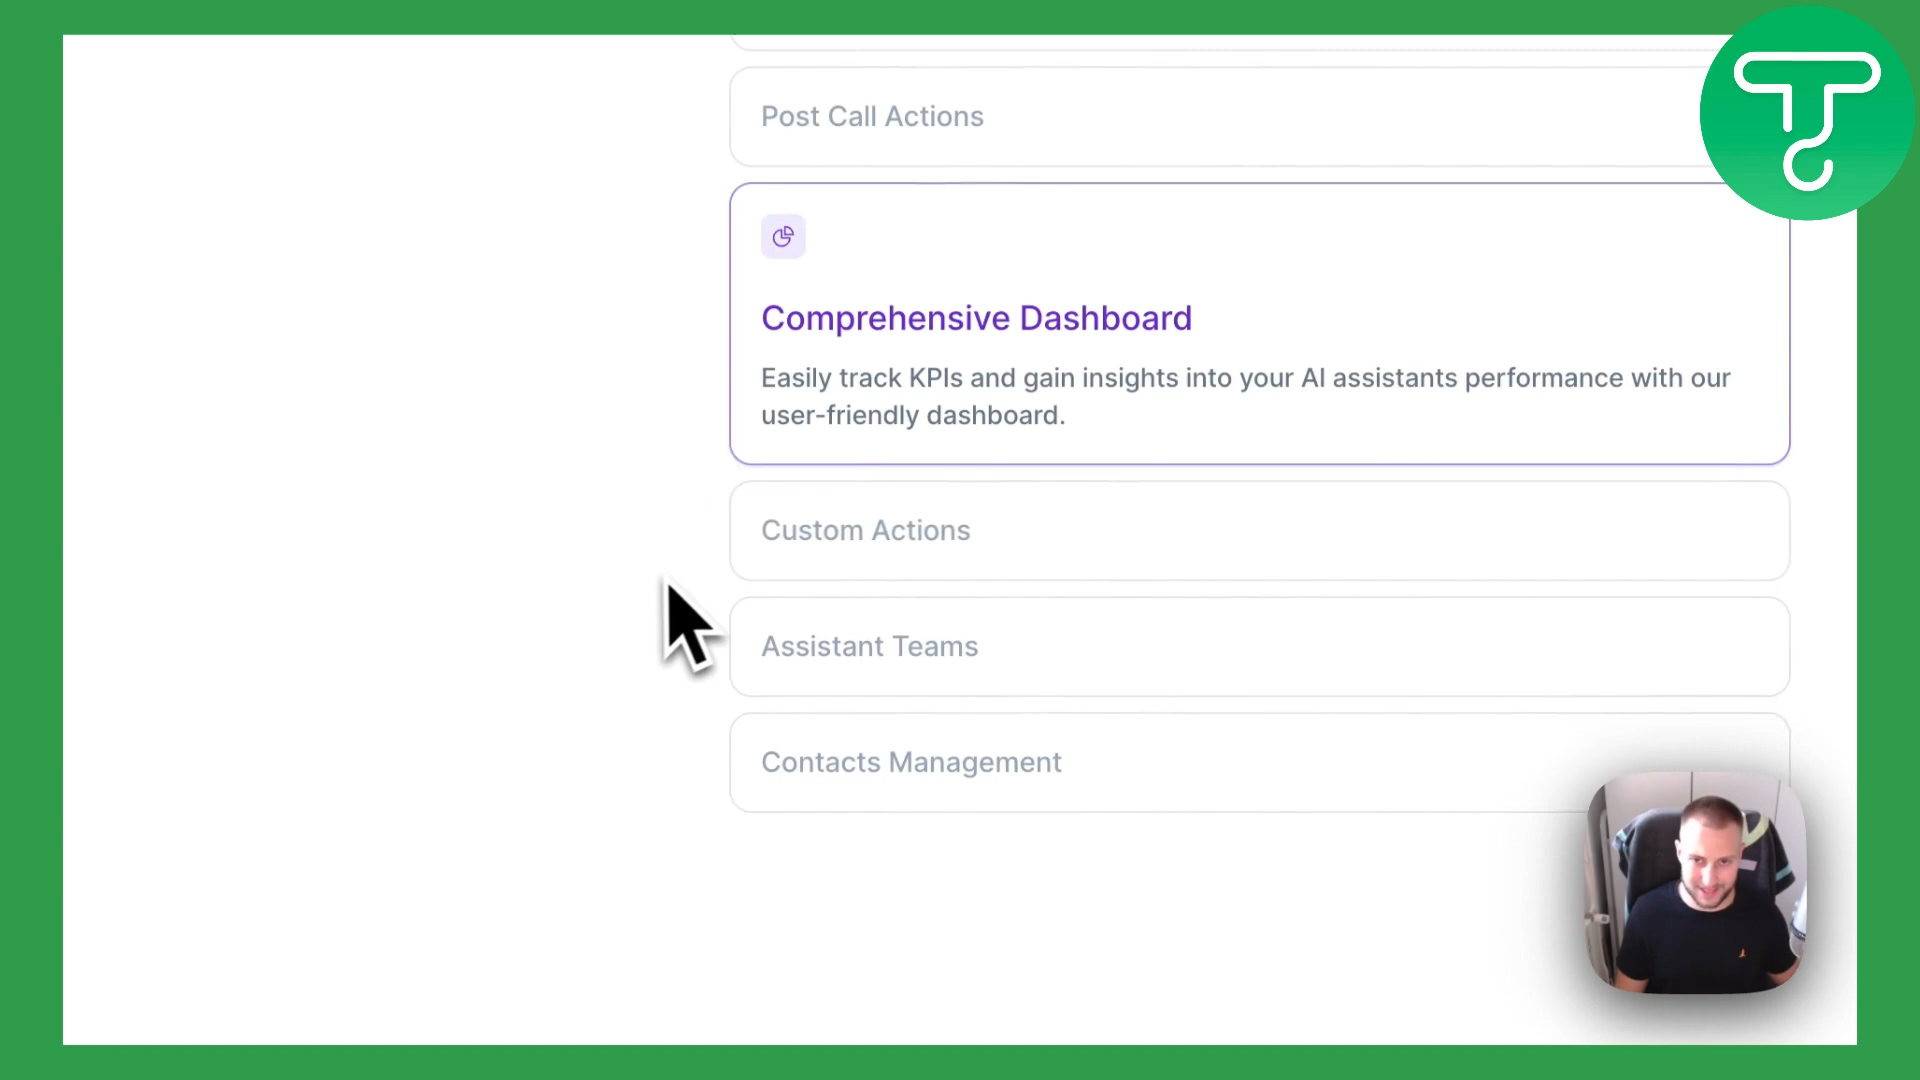 Post Call Actions
Comprehensive Dashboard
Easily track KPIs and gain insights into your AI assistants performance with our
user-friendly dashboard.
Custom Actions
Assistant Teams
Contacts Management